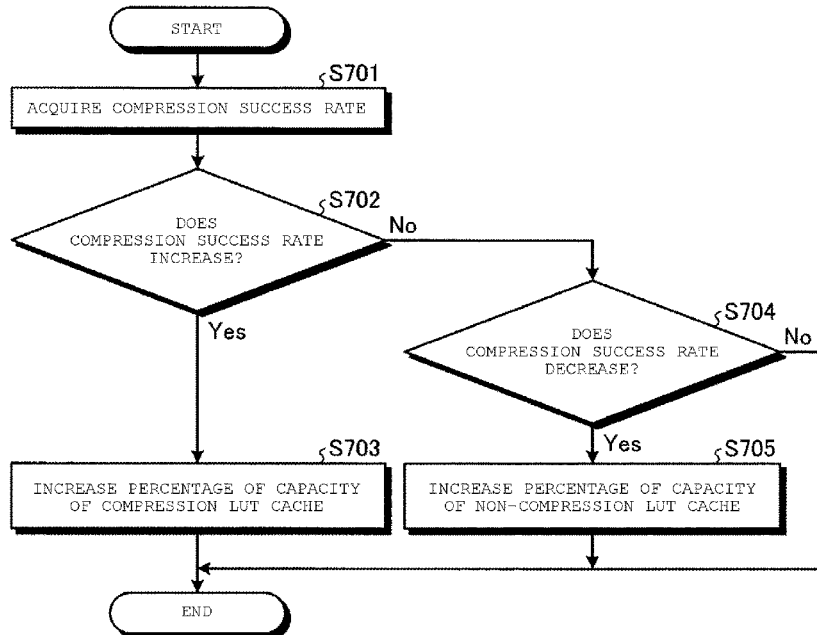 START
S701
ACQUIRE COMPRESSION SUCCESS RATE
S702
DOES
COMPRESSION SUCCESS RATE
INCREASE?
No
Yes
S704
DOES
COMPRESSION SUCCESS RATE
DECREASE?
No
Yes
S703
INCREASE PERCENTAGE OF CAPACITY
OF COMPRESSION LUT CACHE
S705
INCREASE PERCENTAGE OF CAPACITY
OF NON-COMPRESSION LUT CACHE
END